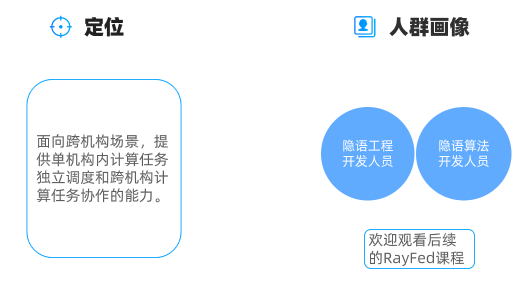 定位
面向跨机构场景，提
供单机构内计算任务
独立调度和跨机构计
算任务协作的能力。
人群画像
隐语工程
开发人员
隐语算法
开发人员
欢迎观看后续
的RayFed课程